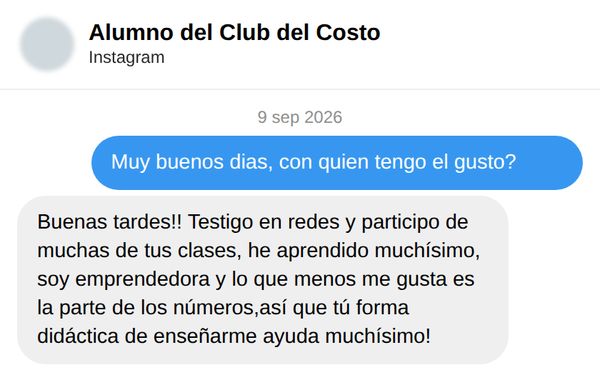 Alumno del Club del Costo
Instagram
9 sep 2026
Muy buenos dias, con quien tengo el gusto?
Buenas tardes!! Testigo en redes y participo de
muchas de tus clases, he aprendido muchísimo,
soy emprendedora y lo que menos me gusta es
la parte de los números,así que tú forma
didáctica de enseñarme ayuda muchísimo!